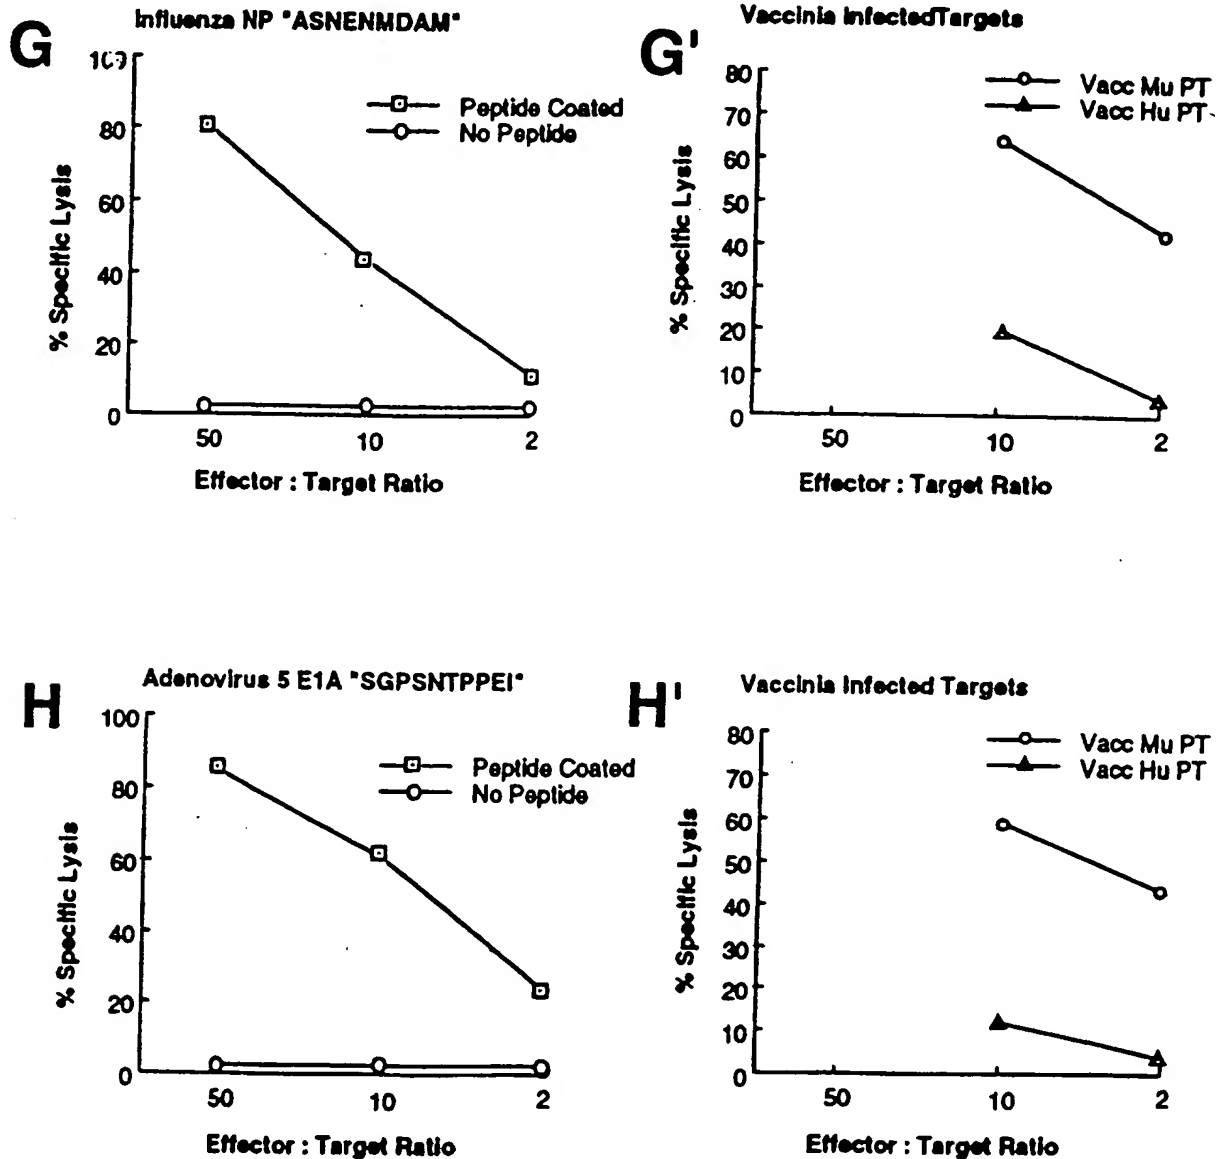 G
Influenza NP "ASNENMDAM"
100
80
60
40
20
0
% Specific Lysis
Peptide Coated
No Peptide
50 10 2
Effector : Target Ratio
G'
Vaccinia InfectedTargets
80
70
60
50
40
30
20
10
0
% Specific Lysis
Vacc Mu PT
Vacc Hu PT
50 10 2
Effector : Target Ratio
H
Adenovirus 5 E1A "SGPSNTPPEI"
100
80
60
40
20
0
% Specific Lysis
Peptide Coated
No Peptide
50 10 2
Effector : Target Ratio
H'
Vaccinia Infected Targets
80
70
60
50
40
30
20
10
0
% Specific Lysis
Vacc Mu PT
Vacc Hu PT
50 10 2
Effector : Target Ratio